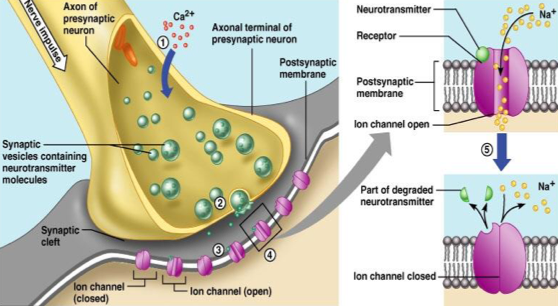 Nerve impulse
Axon of
presynaptic
neuron
Ca2+
1
Axonal terminal of
presynaptic neuron
Postsynaptic
membrane
Synaptic
vesicles containing
neurotransmitter
molecules
2
Synaptic
cleft
3
4
Ion channel
(closed)
Ion channel (open)
Neurotransmitter
Na+
Receptor
Postsynaptic
membrane
Ion channel open
5
Part of degraded
neurotransmitter
Na+
Ion channel closed